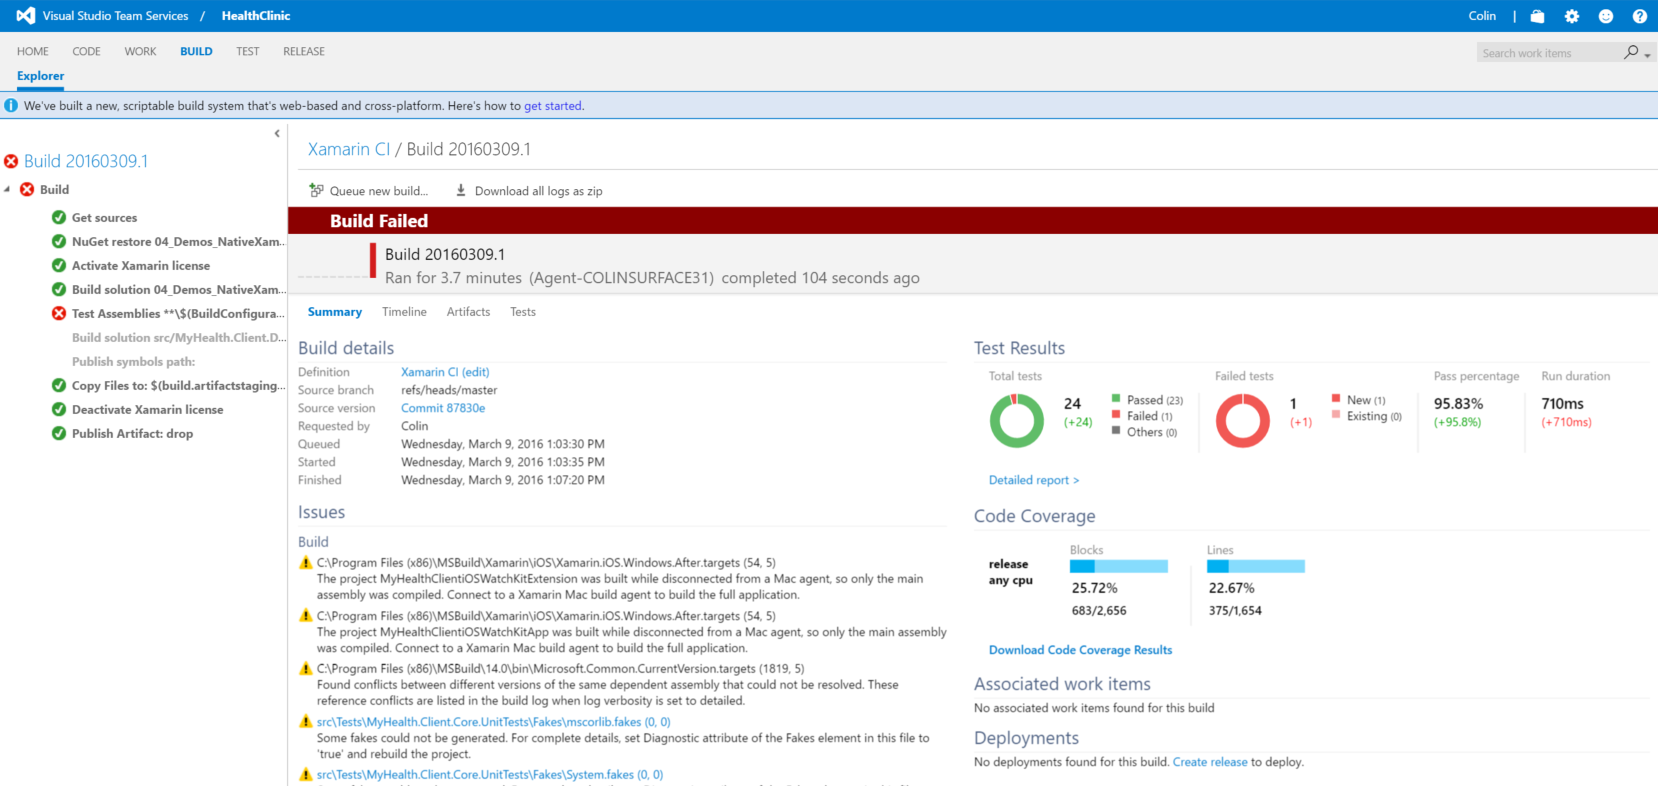 Visual Studio Team Services / HealthClinic
Colin |
HOME CODE WORK BUILD TEST RELEASE
Search work items
Explorer
We've built a new, scriptable build system that's web-based and cross-platform. Here's how to get started.
Build 20160309.1
Build
Get sources
NuGet restore 04_Demos_NativeXam...
Activate Xamarin license
Build solution 04_Demos_NativeXam...
Test Assemblies **\$(BuildConfigura...
Build solution src/MyHealth.Client.D...
Publish symbols path:
Copy Files to: $(build.artifactstaging...
Deactivate Xamarin license
Publish Artifact: drop
Xamarin CI / Build 20160309.1
Queue new build... Download all logs as zip
Build Failed
Build 20160309.1
Ran for 3.7 minutes (Agent-COLINSURFACE31) completed 104 seconds ago
Summary Timeline Artifacts Tests
Build details
Definition Xamarin CI (edit)
Source branch refs/heads/master
Source version Commit 87830e
Requested by Colin
Queued Wednesday, March 9, 2016 1:03:30 PM
Started Wednesday, March 9, 2016 1:03:35 PM
Finished Wednesday, March 9, 2016 1:07:20 PM
Issues
Build
C:\Program Files (x86)\MSBuild\Xamarin\iOS\Xamarin.iOS.Windows.After.targets (54, 5)
The project MyHealthClientiOSWatchKitExtension was built while disconnected from a Mac agent, so only the main
assembly was compiled. Connect to a Xamarin Mac build agent to build the full application.
C:\Program Files (x86)\MSBuild\Xamarin\iOS\Xamarin.iOS.Windows.After.targets (54, 5)
The project MyHealthClientiOSWatchKitApp was built while disconnected from a Mac agent, so only the main assembly
was compiled. Connect to a Xamarin Mac build agent to build the full application.
C:\Program Files (x86)\MSBuild\14.0\bin\Microsoft.Common.CurrentVersion.targets (1819, 5)
Found conflicts between different versions of the same dependent assembly that could not be resolved. These
reference conflicts are listed in the build log when log verbosity is set to detailed.
src\Tests\MyHealth.Client.Core.UnitTests\Fakes\mscorlib.fakes (0, 0)
Some fakes could not be generated. For complete details, set Diagnostic attribute of the Fakes element in this file to
'true' and rebuild the project.
src\Tests\MyHealth.Client.Core.UnitTests\Fakes\System.fakes (0, 0)
Test Results
Total tests
24
(+24)
Passed (23)
Failed (1)
Others (0)
Failed tests
1
(+1)
New (1)
Existing (0)
Pass percentage
95.83%
(+95.8%)
Run duration
710ms
(+710ms)
Detailed report >
Code Coverage
release
any cpu
Blocks
25.72%
683/2,656
Lines
22.67%
375/1,654
Download Code Coverage Results
Associated work items
No associated work items found for this build
Deployments
No deployments found for this build. Create release to deploy.